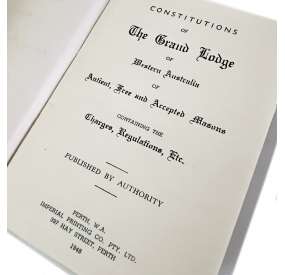 CONSTITUTIONS
OF
The Grand Lodge
OF
Western Australia
OF
Antient, Free and Accepted Masons
CONTAINING THE
Charges, Regulations, Etc.
PUBLISHED BY AUTHORITY
PERTH, W.A.
IMPERIAL PRINTING CO. PTY. LTD.
397 HAY STREET, PERTH
1948